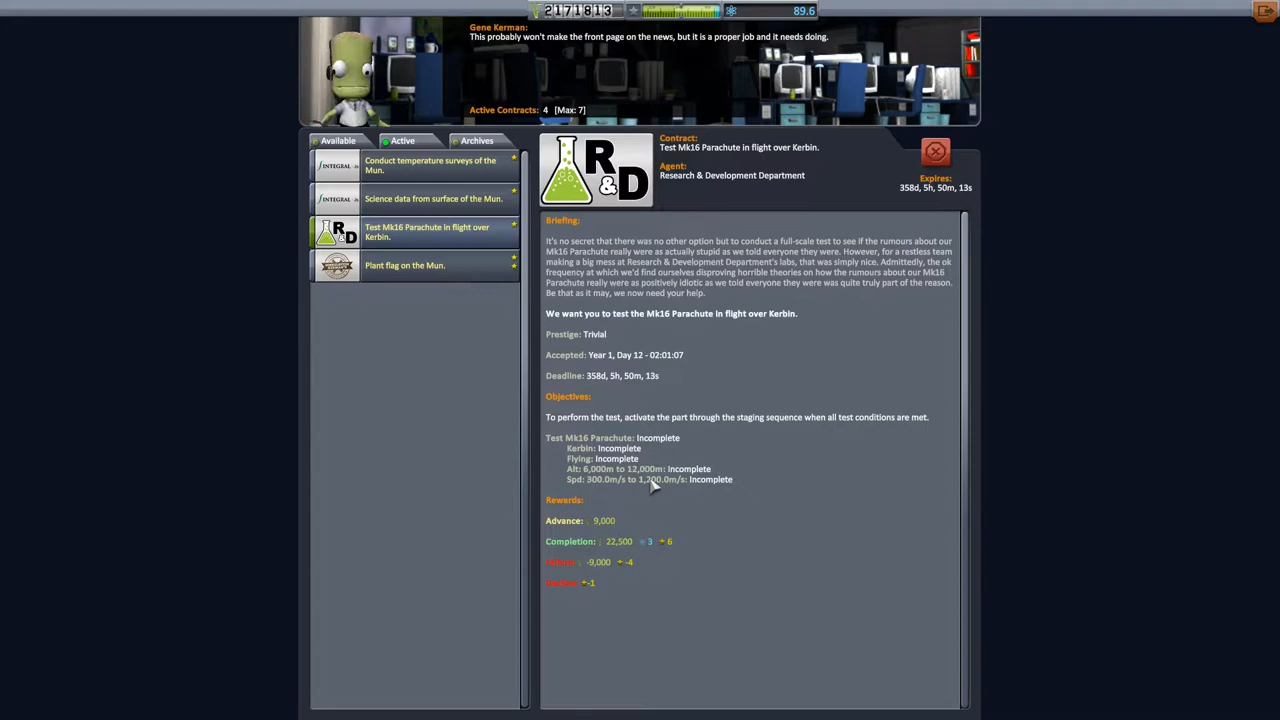 2171813
89.6
Gene Kerman:
This probably won't make the front page on the news, but it is a proper job and it needs doing.
Active Contracts: 4 [Max: 7]
Available
Active
Archives
INTEGRAL
Conduct temperature surveys of the
Mun.
INTEGRAL
Science data from surface of the Mun.
R&D
Test Mk16 Parachute in flight over
Kerbin.
Plant flag on the Mun.
R
&D
Contract:
Test Mk16 Parachute in flight over Kerbin.
Agent:
Research & Development Department
Expires:
358d, 5h, 50m, 13s
Briefing:
It's no secret that there was no other option but to conduct a full-scale test to see if the rumours about our
Mk16 Parachute really were as actually stupid as we told everyone they were. However, for a restless team
making a big mess at Research & Development Department's labs, that was simply nice. Admittedly, the ok
frequency at which we'd find ourselves disproving horrible theories on how the rumours about our Mk16
Parachute really were as positively idiotic as we told everyone they were was quite truly part of the reason.
Be that as it may, we now need your help.
We want you to test the Mk16 Parachute in flight over Kerbin.
Prestige: Trivial
Accepted: Year 1, Day 12 - 02:01:07
Deadline: 358d, 5h, 50m, 13s
Objectives:
To perform the test, activate the part through the staging sequence when all test conditions are met.
Test Mk16 Parachute: Incomplete
Kerbin: Incomplete
Flying: Incomplete
Alt: 6,000m to 12,000m: Incomplete
Spd: 300.0m/s to 1,200.0m/s: Incomplete
Rewards:
Advance: 9,000
Completion: 22,500 3 6
-9,000 -4
-1